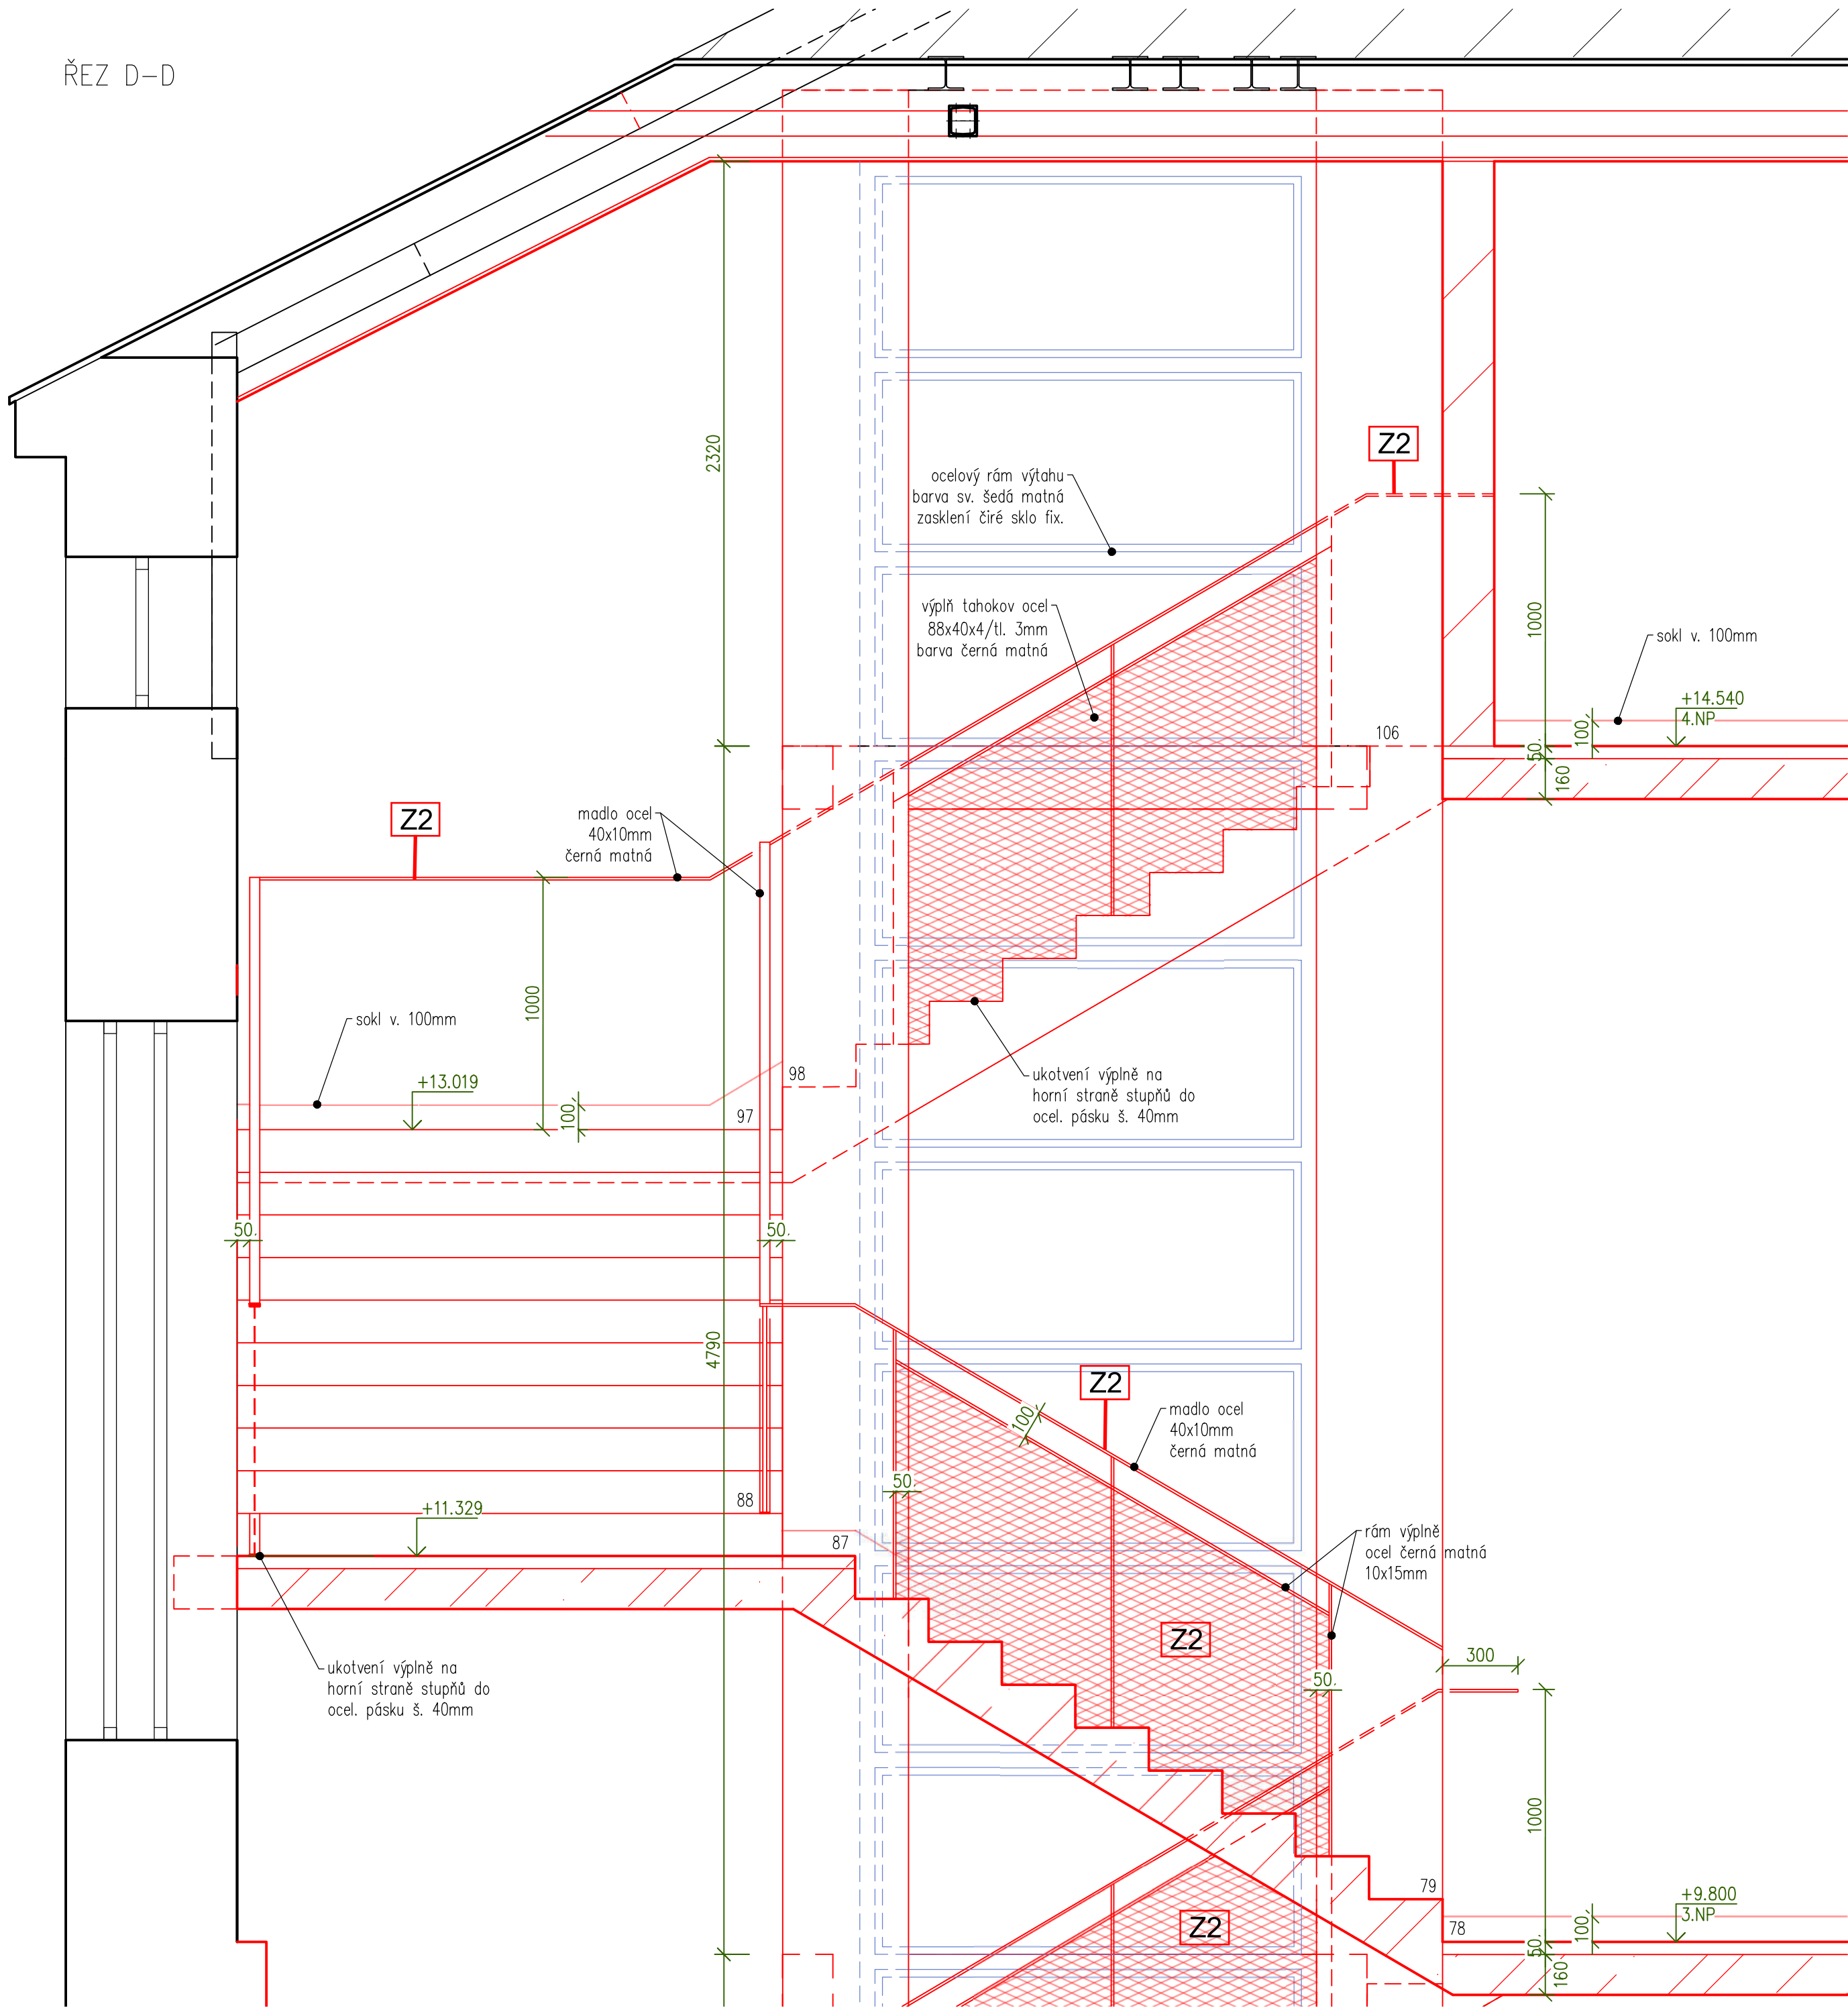 ŘEZ D-D
2320
Z2
ocelový rám výtahu
barva sv. šedá matná
zasklení čiré sklo fix.
výplň tahokov ocel
88x40x4/tl. 3mm
barva černá matná
1000
sokl v. 100mm
+14.540
4.NP
100
50
160
106
Z2
madlo ocel
40x10mm
černá matná
1000
sokl v. 100mm
+13.019
100
97
98
ukotvení výplně na
horní straně stupňů do
ocel. pásku š. 40mm
50
50
4790
Z2
madlo ocel
40x10mm
černá matná
100
50
88
+11.329
87
rám výplně
ocel černá matná
10x15mm
Z2
ukotvení výplně na
horní straně stupňů do
ocel. pásku š. 40mm
300
50
1000
79
78
+9.800
3.NP
100
50
160
Z2